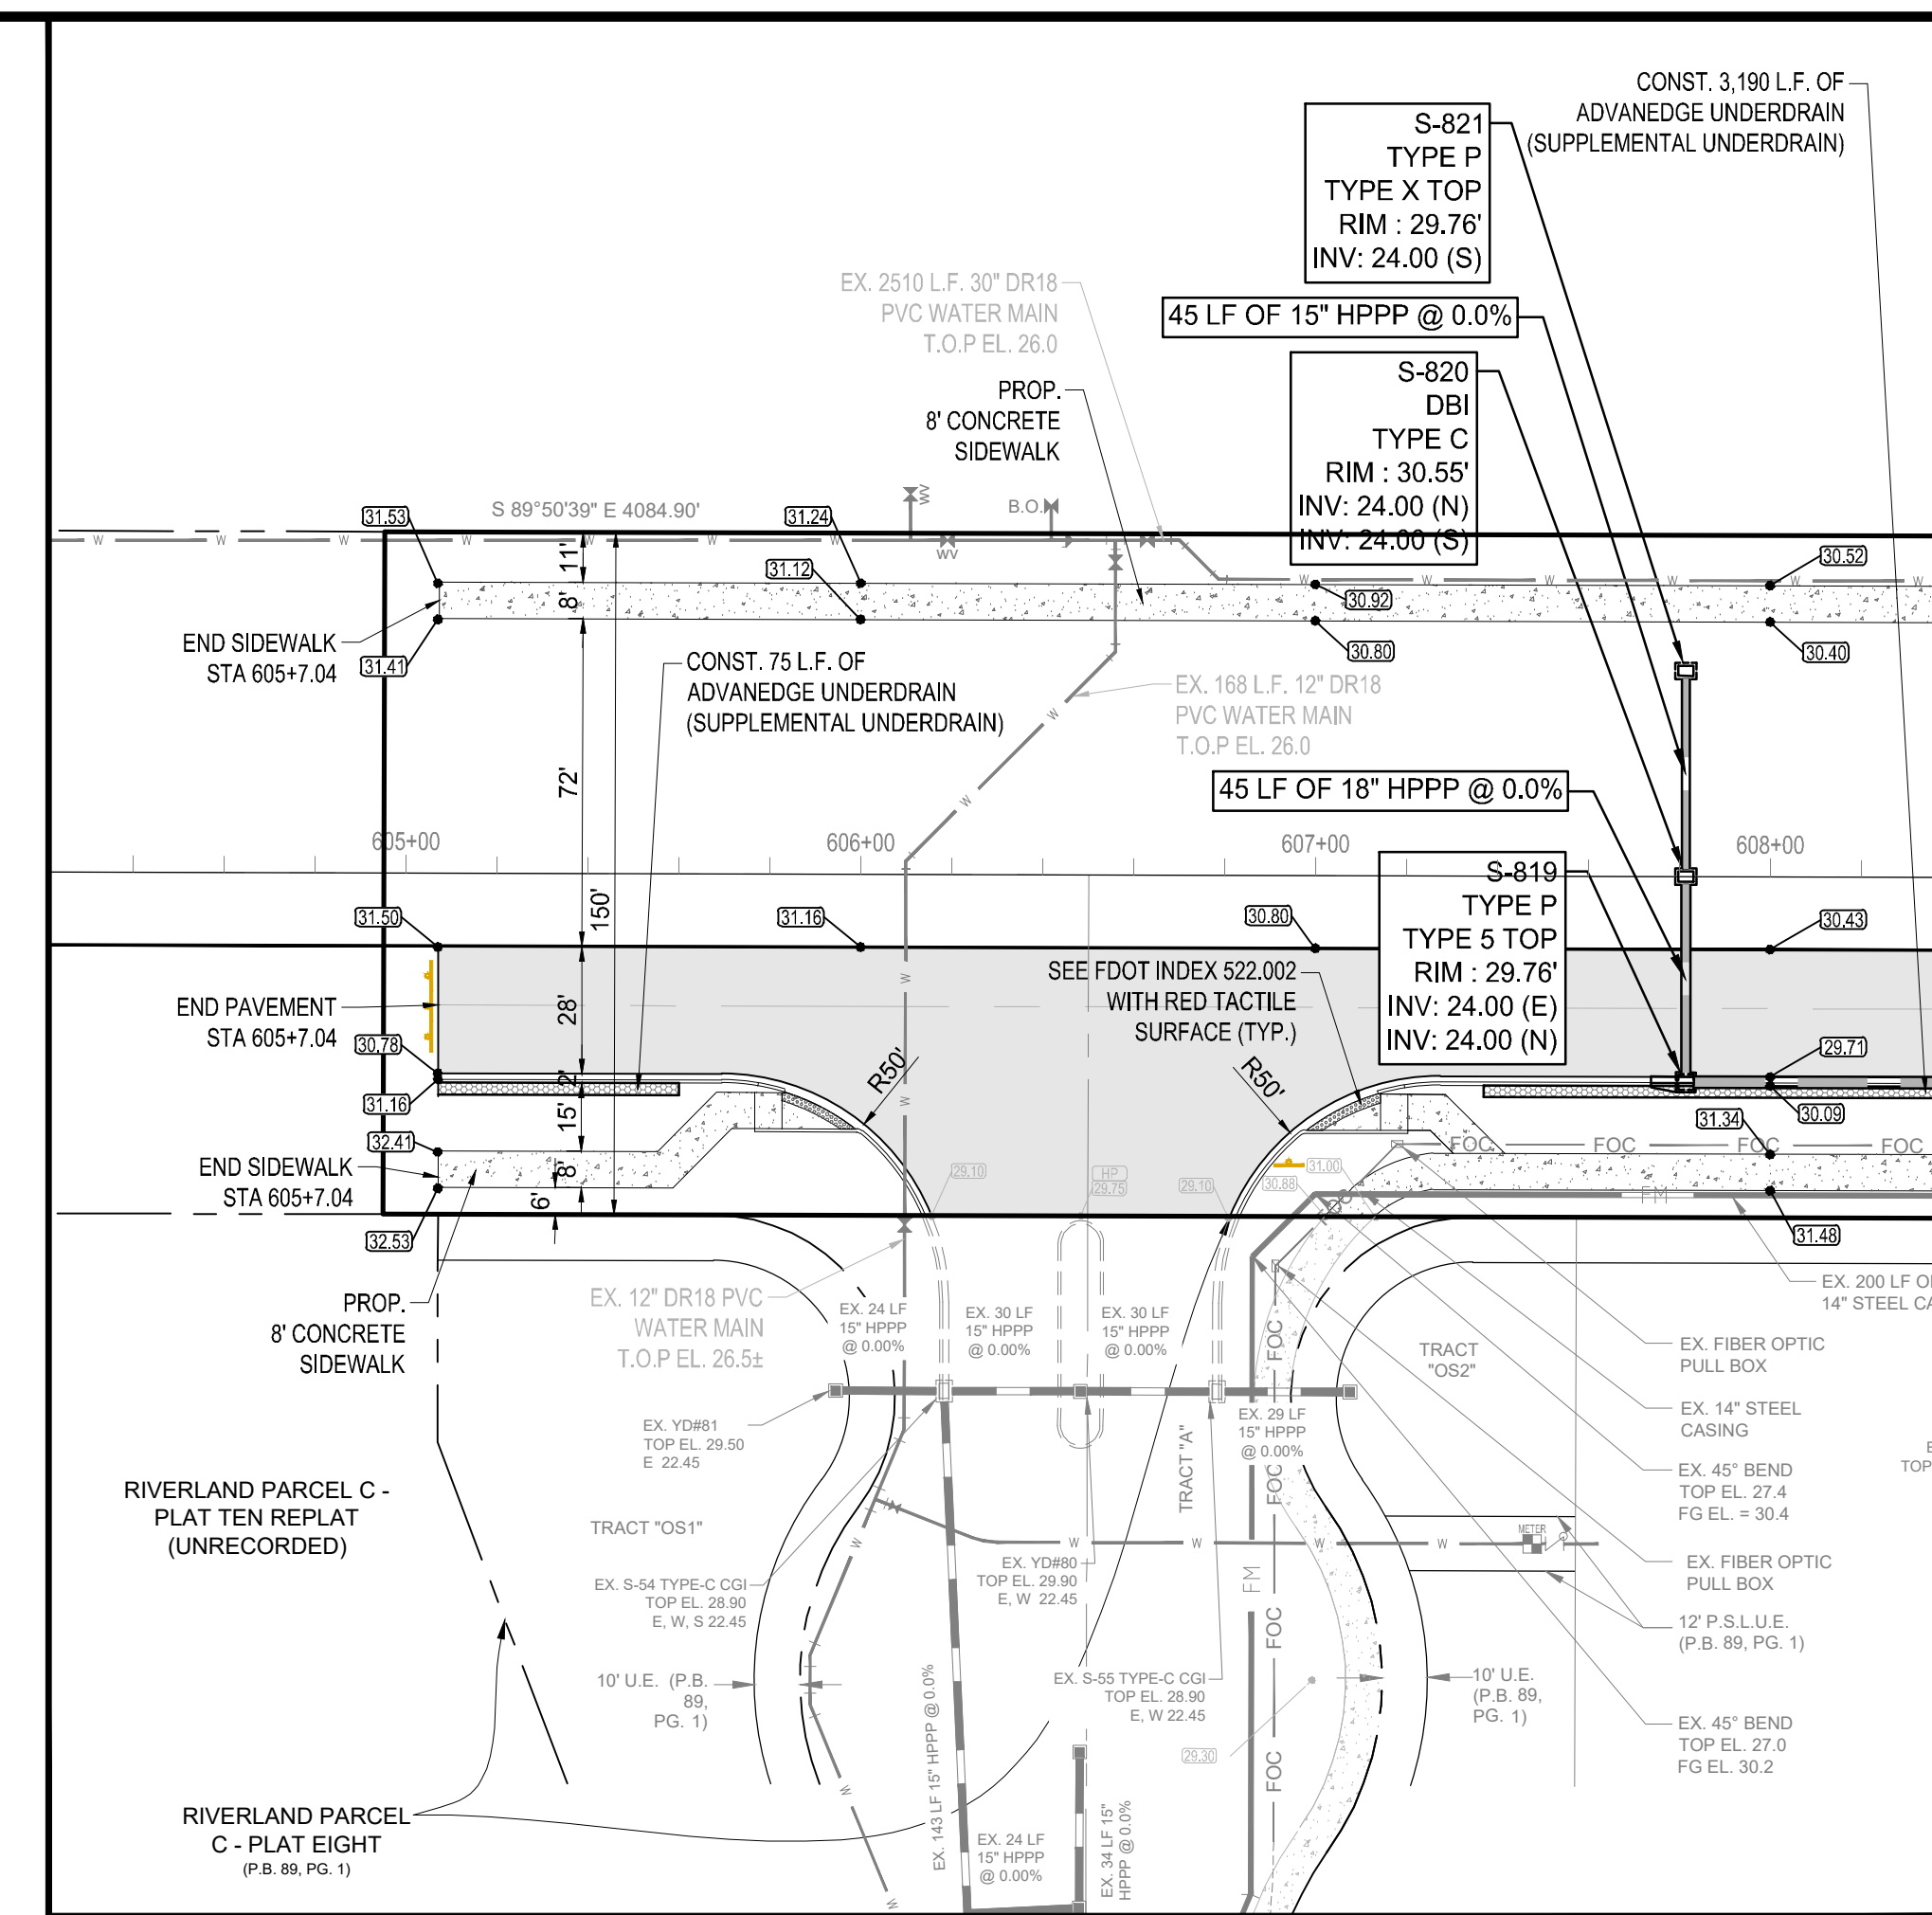 CONST. 3,190 L.F. OF
ADVANEDGE UNDERDRAIN
(SUPPLEMENTAL UNDERDRAIN)
S-821
TYPE P
TYPE X TOP
RIM : 29.76'
INV: 24.00 (S)
45 LF OF 15" HPPP @ 0.0%
EX. 2510 L.F. 30" DR18
PVC WATER MAIN
T.O.P EL. 26.0
S-820
DBI
TYPE C
RIM : 30.55'
INV: 24.00 (N)
INV: 24.00 (S)
PROP.
8' CONCRETE
SIDEWALK
31.53
S 89°50'39" E 4084.90'
31.24
WV
B.O.
W W W W W W
WV
W W W W W W
31.12
30.92
30.52
11'
8'
END SIDEWALK
STA 605+7.04
31.41
30.80
30.40
CONST. 75 L.F. OF
ADVANEDGE UNDERDRAIN
(SUPPLEMENTAL UNDERDRAIN)
EX. 168 L.F. 12" DR18
PVC WATER MAIN
T.O.P EL. 26.0
W
W
72'
45 LF OF 18" HPPP @ 0.0%
605+00
606+00
607+00
608+00
150'
S-819
TYPE P
TYPE 5 TOP
RIM : 29.76'
INV: 24.00 (E)
INV: 24.00 (N)
31.50
31.16
30.80
30.43
W
SEE FDOT INDEX 522.002
WITH RED TACTILE
SURFACE (TYP.)
END PAVEMENT
STA 605+7.04
28'
30.78
29.71
R50'
R50'
W
2'
31.16
15'
30.09
31.34
32.41
FOC FOC FOC FOC
END SIDEWALK
STA 605+7.04
8'
6'
29.10
HP
29.75
29.10
31.00
30.88
FOC
FM
32.53
31.48
PROP.
8' CONCRETE
SIDEWALK
EX. 12" DR18 PVC
WATER MAIN
T.O.P EL. 26.5±
EX. 24 LF
15" HPPP
@ 0.00%
EX. 30 LF
15" HPPP
@ 0.00%
EX. 30 LF
15" HPPP
@ 0.00%
FOC
EX. 200 LF
14" STEEL
TRACT
"OS2"
EX. FIBER OPTIC
PULL BOX
EX. YD#81
TOP EL. 29.50
E 22.45
EX. 29 LF
15" HPPP
@ 0.00%
TRACT "A"
EX. 14" STEEL
CASING
FOC
EX. 45° BEND
TOP EL. 27.4
FG EL. = 30.4
TOP
RIVERLAND PARCEL C -
PLAT TEN REPLAT
(UNRECORDED)
TRACT "OS1"
W
W W W W
METER
EX. YD#80
TOP EL. 29.90
E, W 22.45
FM
EX. FIBER OPTIC
PULL BOX
EX. S-54 TYPE-C CGI
TOP EL. 28.90
E, W, S 22.45
FOC
12' P.S.L.U.E.
(P.B. 89, PG. 1)
10' U.E. (P.B.
89,
PG. 1)
EX. S-55 TYPE-C CGI
TOP EL. 28.90
E, W 22.45
10' U.E.
(P.B. 89,
PG. 1)
EX. 45° BEND
TOP EL. 27.0
FG EL. 30.2
29.30
FOC
W
EX. 143 LF 15" HPPP @ 0.0%
RIVERLAND PARCEL
C - PLAT EIGHT
(P.B. 89, PG. 1)
EX. 24 LF
15" HPPP
@ 0.00%
EX. 34 LF 15"
HPPP @ 0.0%
W